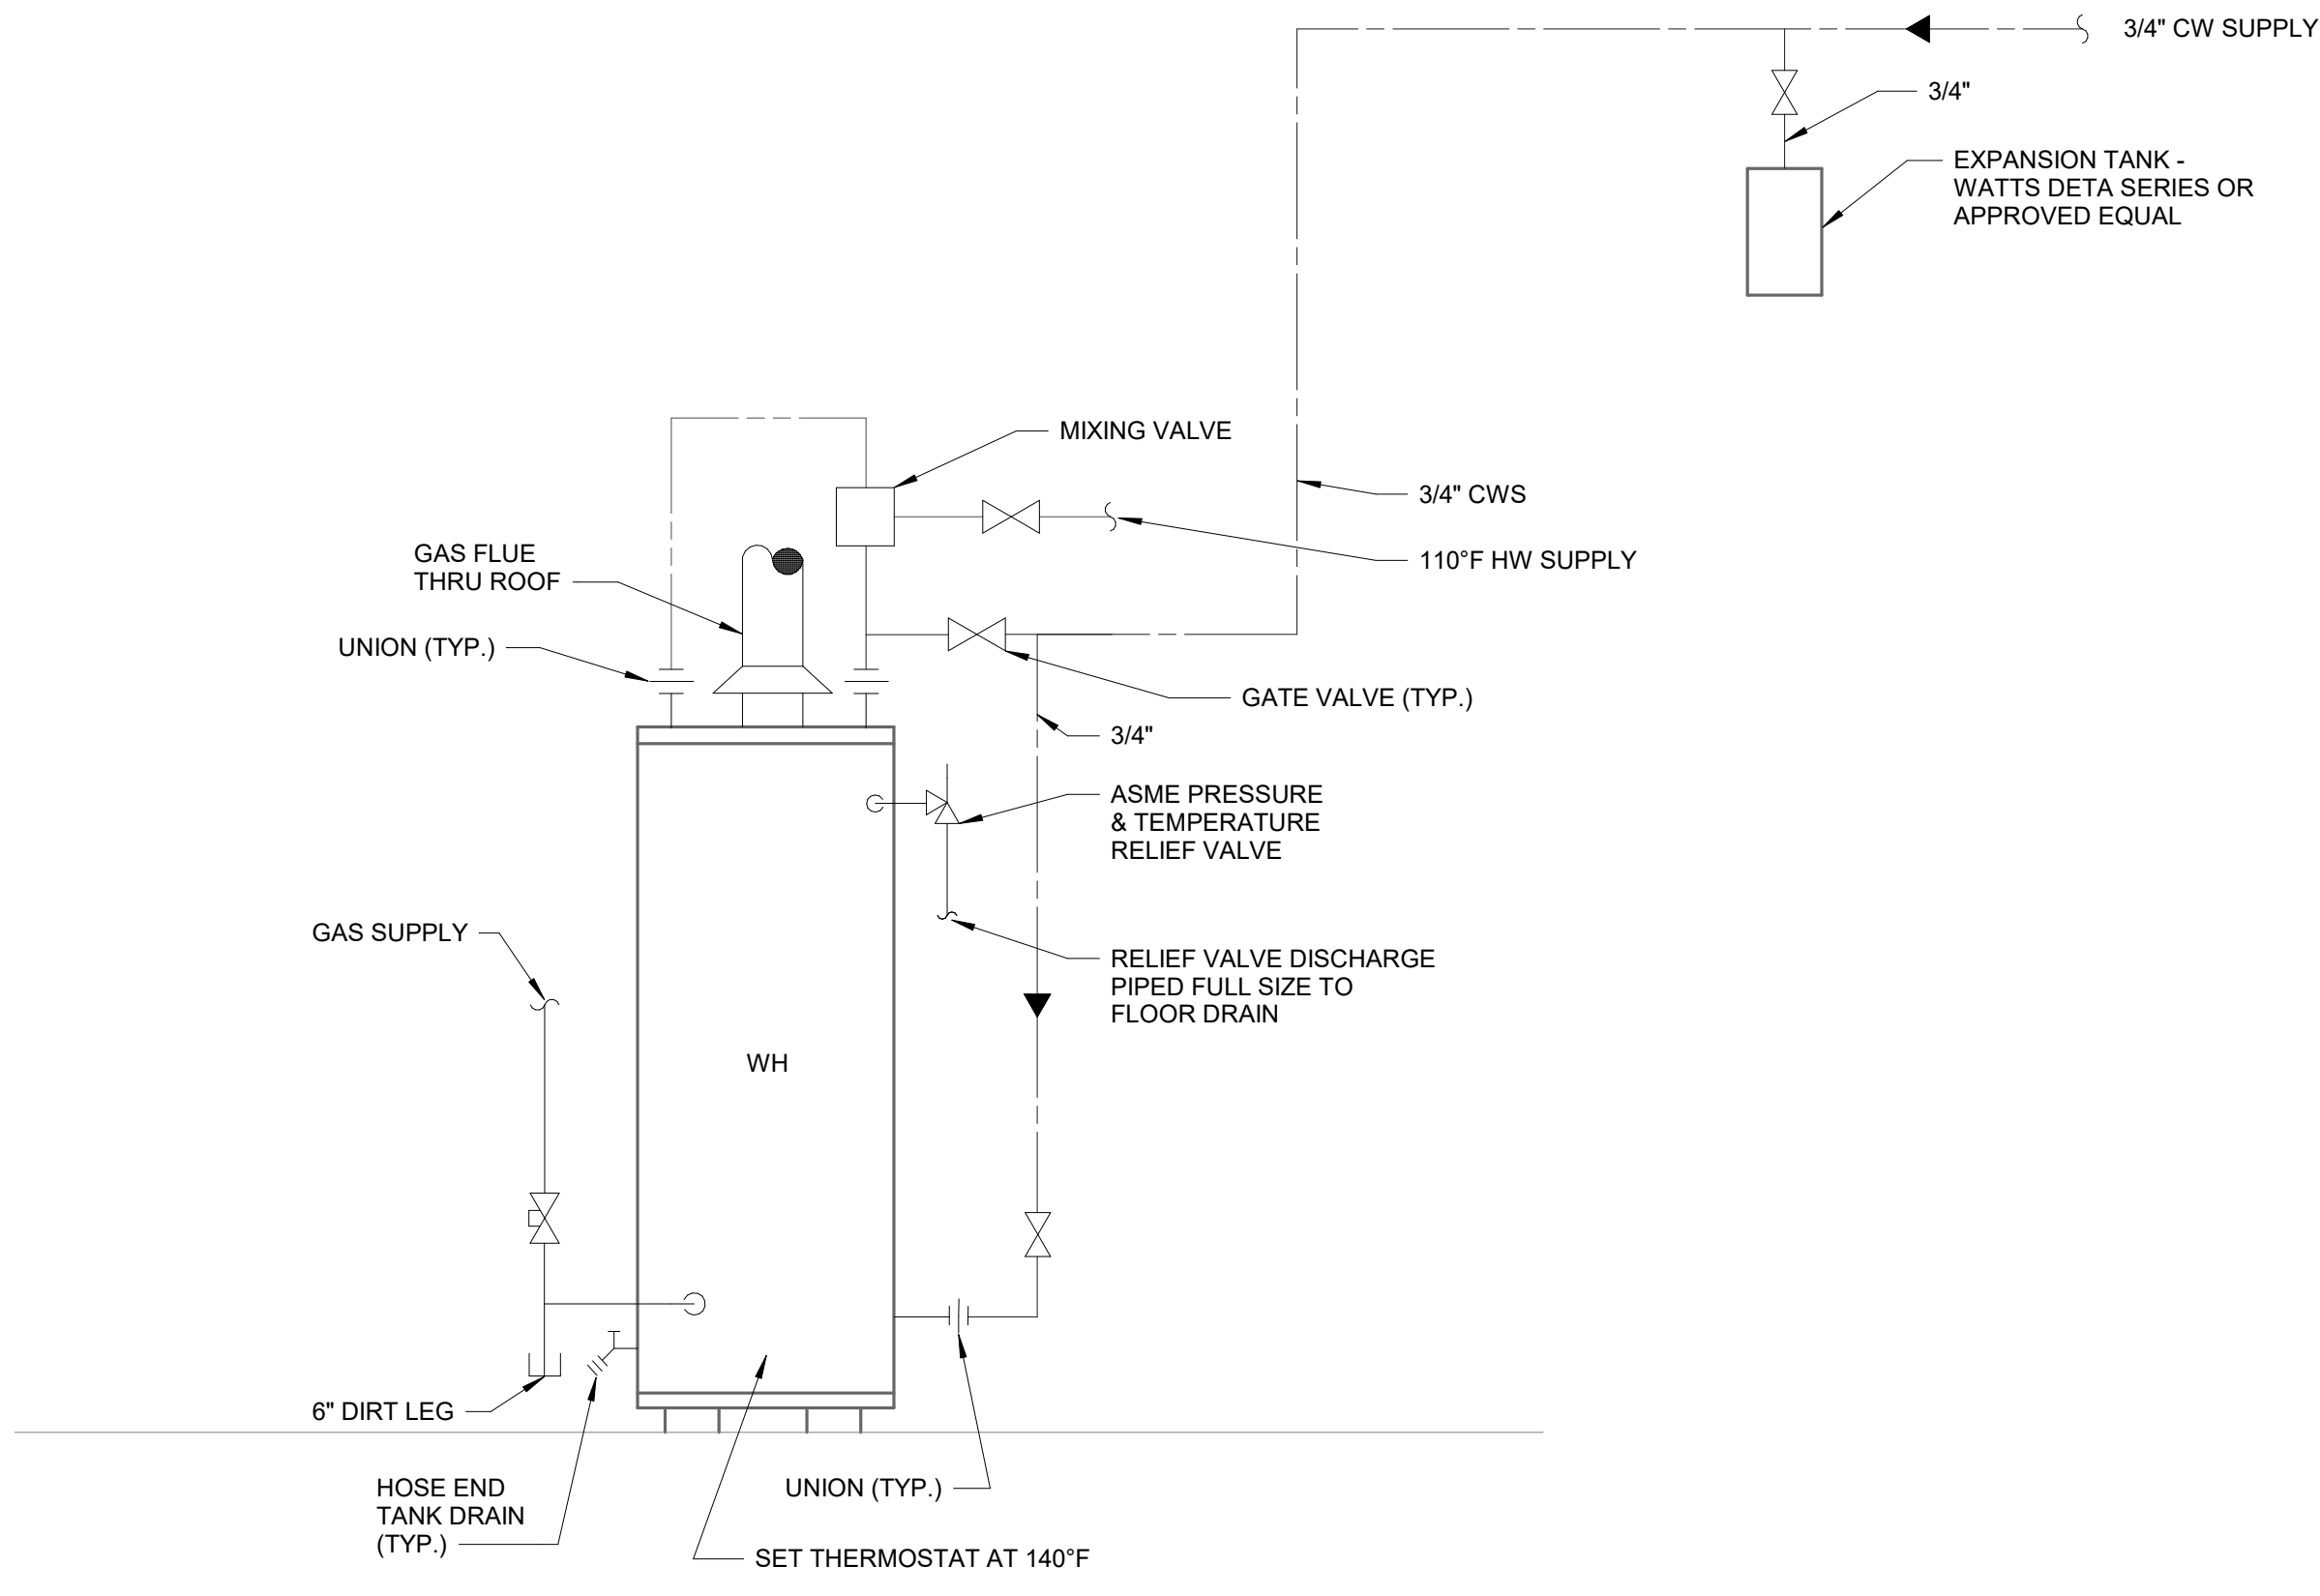 3/4" CW SUPPLY
3/4"
EXPANSION TANK -
WATTS DETA SERIES OR
APPROVED EQUAL
MIXING VALVE
3/4" CWS
GAS FLUE
THRU ROOF
110°F HW SUPPLY
UNION (TYP.)
GATE VALVE (TYP.)
3/4"
ASME PRESSURE
& TEMPERATURE
RELIEF VALVE
GAS SUPPLY
RELIEF VALVE DISCHARGE
PIPED FULL SIZE TO
FLOOR DRAIN
WH
6" DIRT LEG
HOSE END
TANK DRAIN
(TYP.)
UNION (TYP.)
SET THERMOSTAT AT 140°F